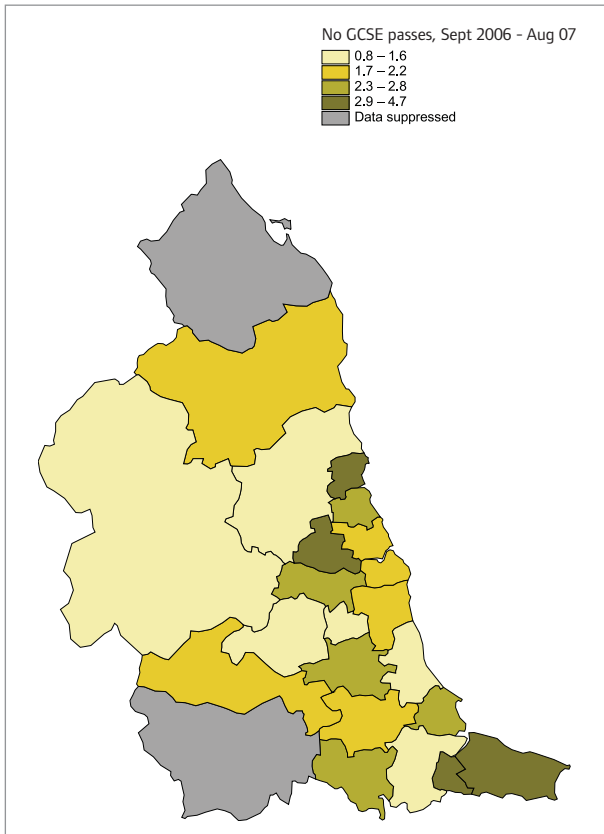 No GCSE passes, Sept 2006 - Aug 07
0.8 – 1.6
1.7 – 2.2
2.3 – 2.8
2.9 – 4.7
Data suppressed